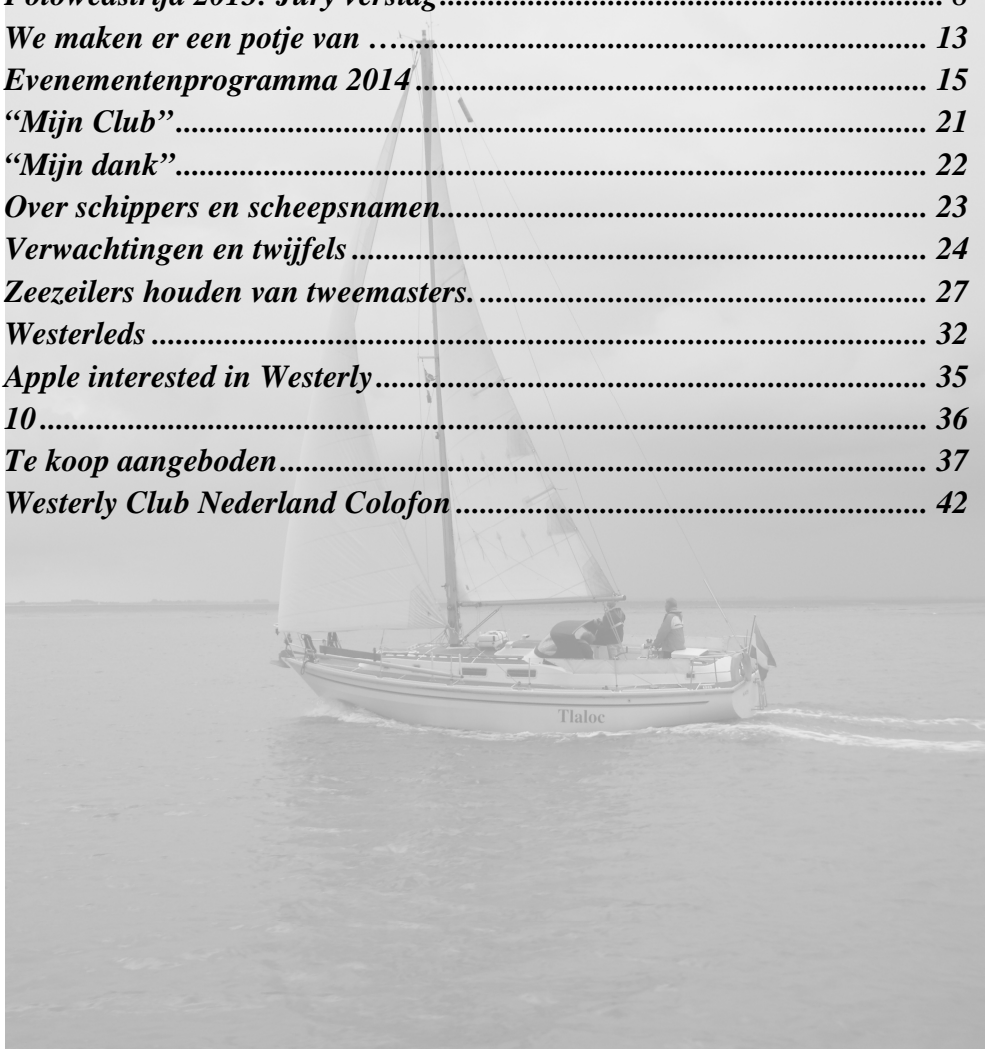 Fotowedstrijd 2013: Jury verslag............................................................... 8
We maken er een potje van …................................................................. 13
Evenementenprogramma 2014 ............................................................... 15
“Mijn Club” ............................................................................................. 21
“Mijn dank” ............................................................................................. 22
Over schippers en scheepsnamen............................................................ 23
Verwachtingen en twijfels ....................................................................... 24
Zeezeilers houden van tweemasters. ....................................................... 27
Westerleds ................................................................................................ 32
Apple interested in Westerly .................................................................... 35
10 .............................................................................................................. 36
Te koop aangeboden ................................................................................ 37
Westerly Club Nederland Colofon ........................................................... 42
Tlaloc